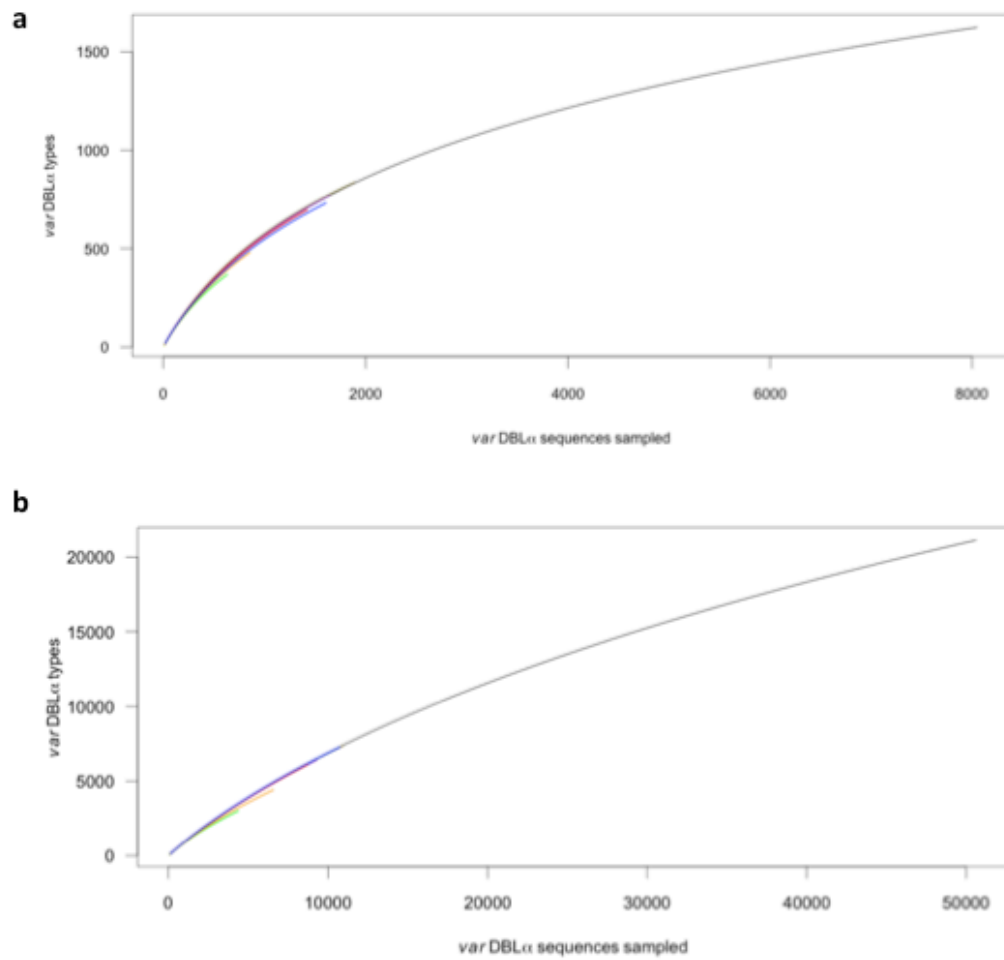 a
1500
1000
500
0
var DBLα types
0 2000 4000 6000 8000
var DBLα sequences sampled
b
20000
15000
10000
5000
0
var DBLα types
0 10000 20000 30000 40000 50000
var DBLα sequences sampled